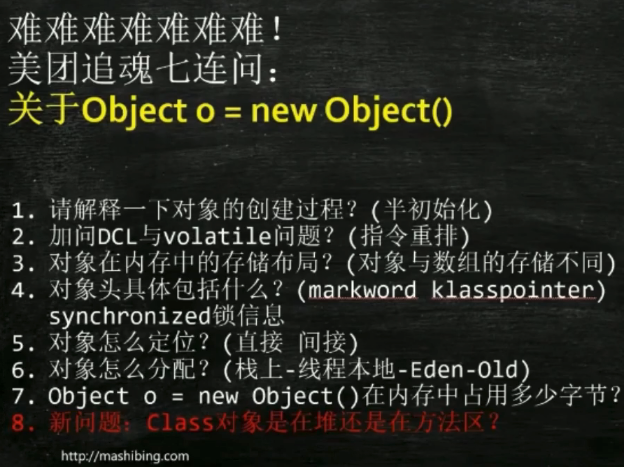 难难难难难难难！
美团追魂七连问：
关于Object o = new Object()
1. 请解释一下对象的创建过程？(半初始化)
2. 加问DCL与volatile问题？(指令重排)
3. 对象在内存中的存储布局？(对象与数组的存储不同)
4. 对象头具体包括什么？(markword klasspointer)
synchronized锁信息
5. 对象怎么定位？(直接 间接)
6. 对象怎么分配？(栈上-线程本地-Eden-Old)
7. Object o = new Object()在内存中占用多少字节？
8. 新问题：Class对象是在堆还是在方法区？
http://mashibing.com